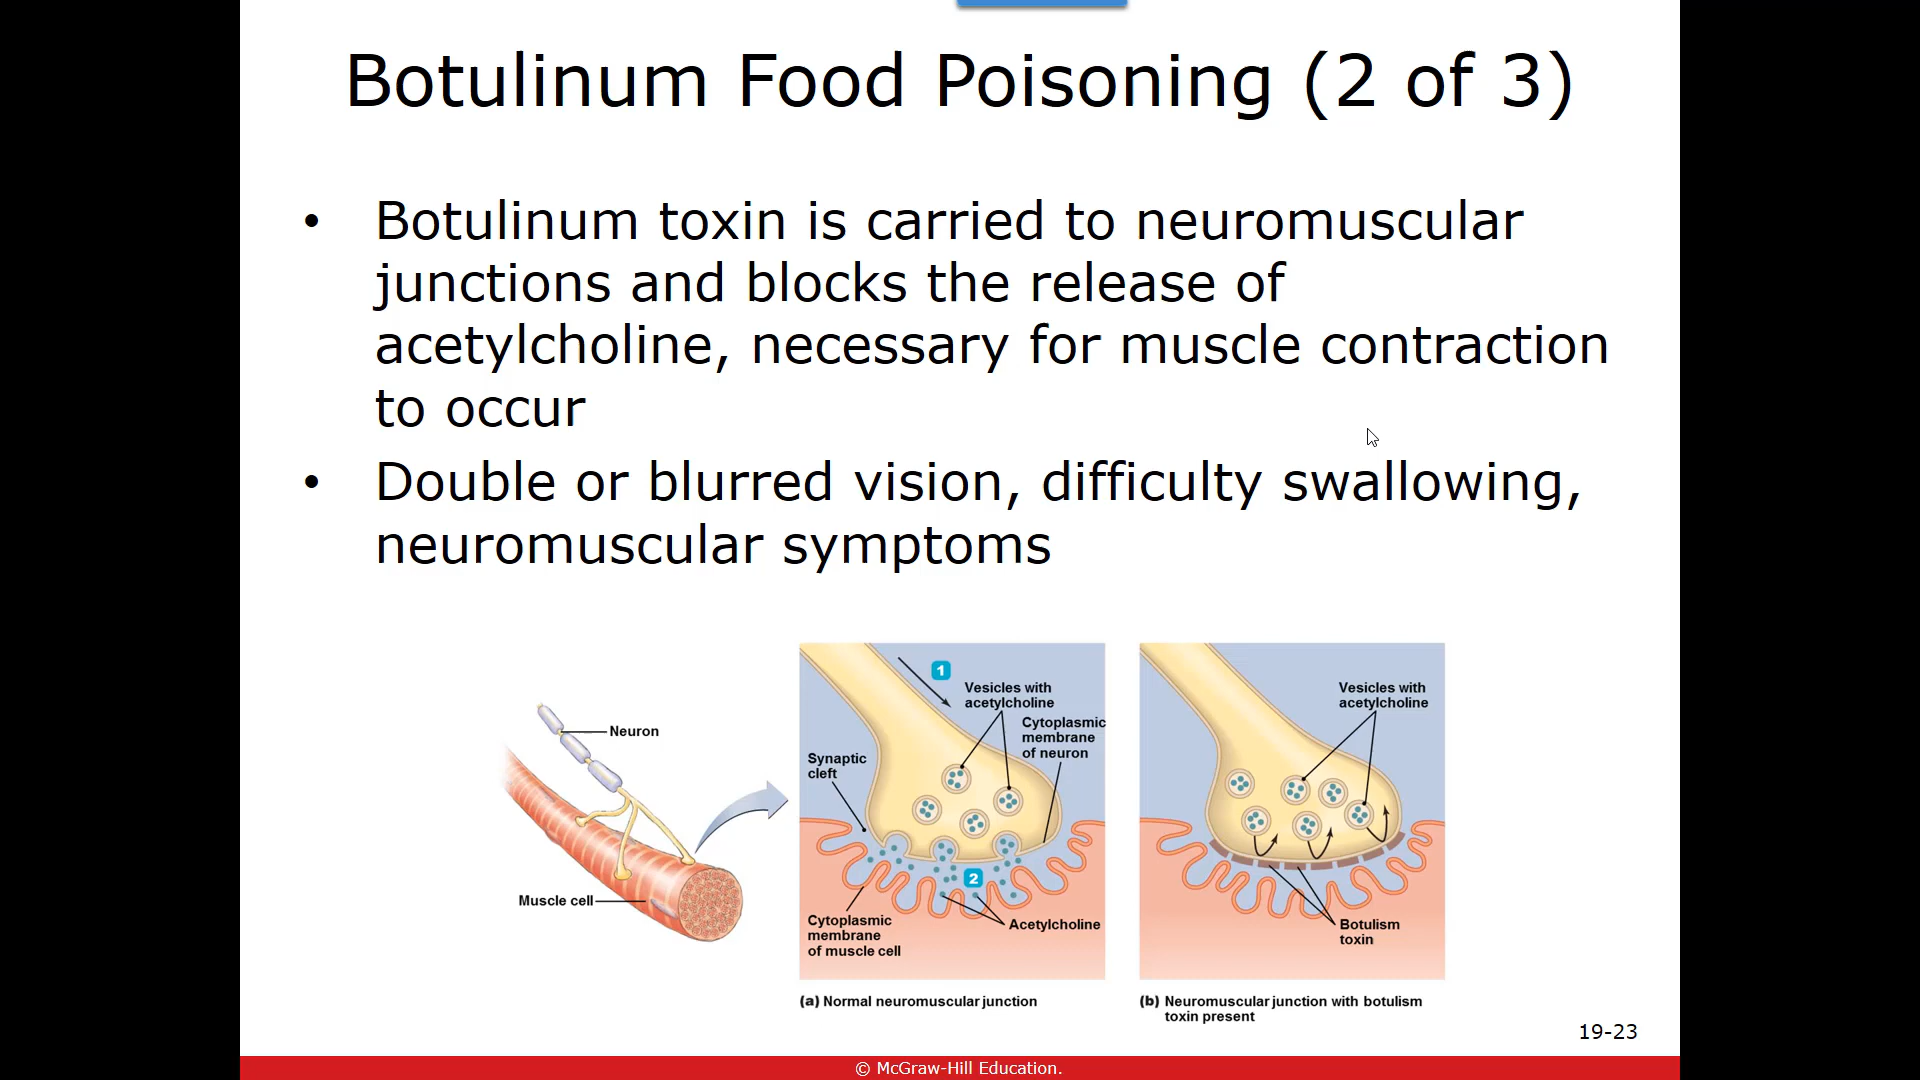 Botulinum Food Poisoning (2 of 3)
• Botulinum toxin is carried to neuromuscular
junctions and blocks the release of
acetylcholine, necessary for muscle contraction
to occur
• Double or blurred vision, difficulty swallowing,
neuromuscular symptoms
Neuron
Muscle cell
1
Vesicles with
acetylcholine
Cytoplasmic
membrane
of neuron
Synaptic
cleft
2
Cytoplasmic
membrane
of muscle cell
Acetylcholine
(a) Normal neuromuscular junction
Vesicles with
acetylcholine
Botulism
toxin
(b) Neuromuscular junction with botulism
toxin present
19-23
© McGraw-Hill Education.